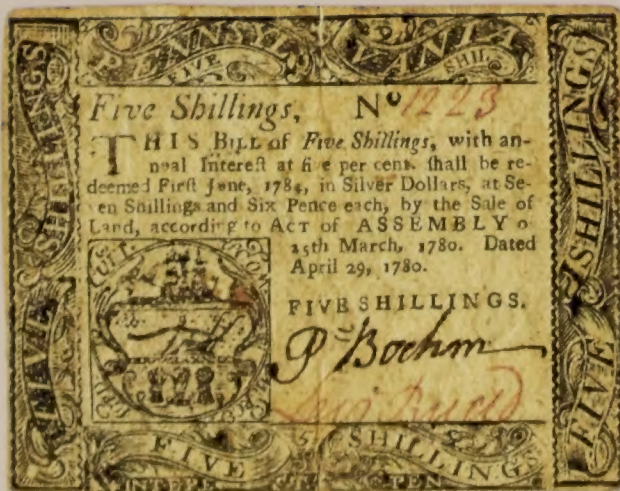 PENNSYLVANIA
FIVE SHIL
Five Shillings, No 1223
THIS BILL of Five Shillings, with an-
nual Interest at five per cent. ſhall be re-
deemed Firſt June, 1784, in Silver Dollars, at Se-
ven Shillings and Six Pence each, by the Sale of
Land, according to ACT of ASSEMBLY o
25th March, 1780. Dated
April 29, 1780.
FIVE SHILLINGS.
P Boehm
FIVE SHILLINGS
FIVE SHILLINGS
FIVE SHILLINGS